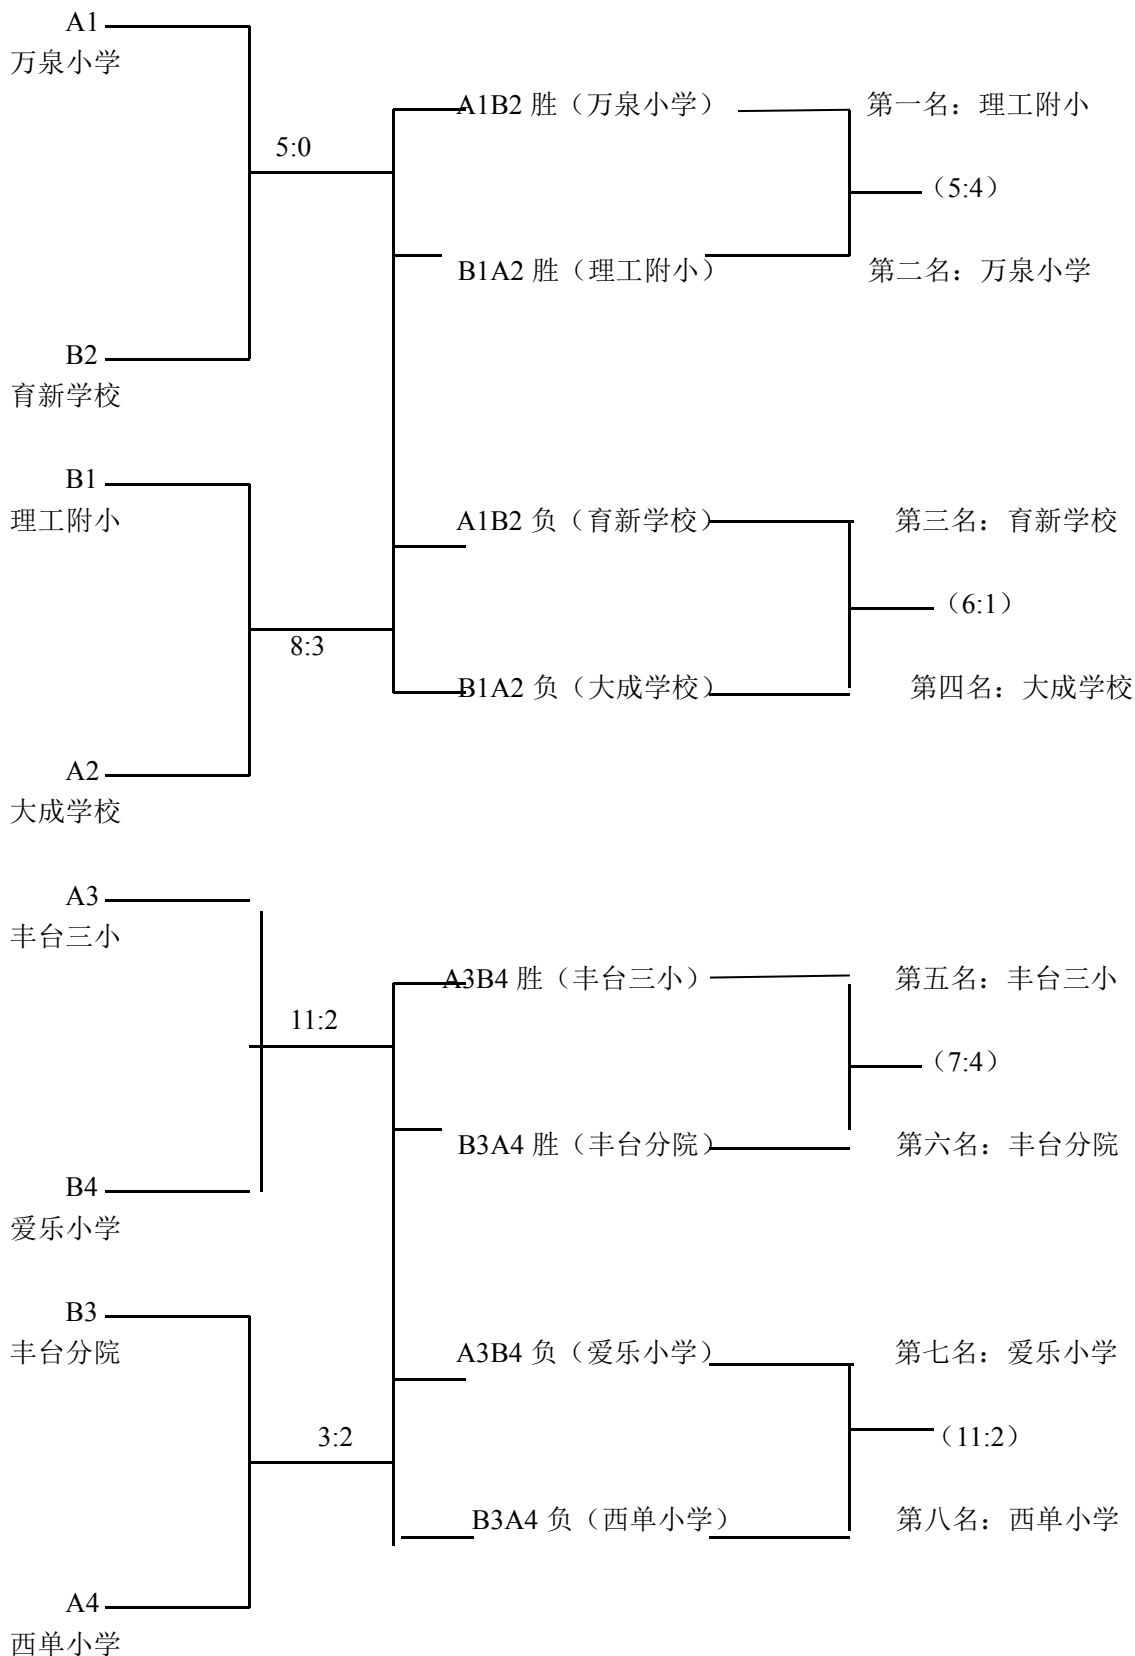 A1
万泉小学
A1B2 胜（万泉小学）
第一名：理工附小
5:0
（5:4）
B1A2 胜（理工附小）
第二名：万泉小学
B2
育新学校
B1
理工附小
A1B2 负（育新学校）
第三名：育新学校
（6:1）
8:3
B1A2 负（大成学校）
第四名：大成学校
A2
大成学校
A3
丰台三小
A3B4 胜（丰台三小）
第五名：丰台三小
11:2
（7:4）
B3A4 胜（丰台分院）
第六名：丰台分院
B4
爱乐小学
B3
丰台分院
A3B4 负（爱乐小学）
第七名：爱乐小学
3:2
（11:2）
B3A4 负（西单小学）
第八名：西单小学
A4
西单小学